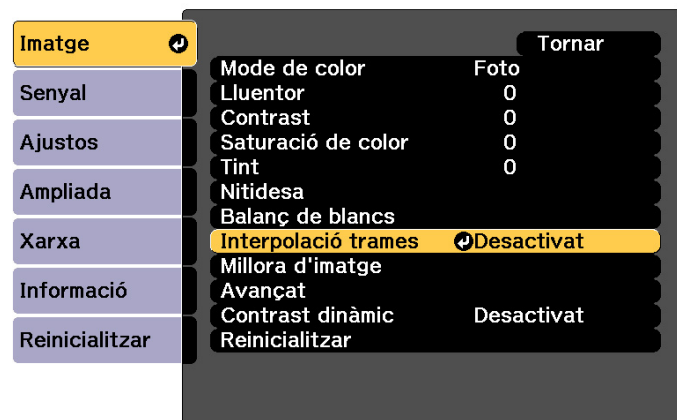 Imatge
Senyal
Ajustos
Ampliada
Xarxa
Informació
Reinicialitzar
Tornar
Mode de color Foto
Lluentor 0
Contrast 0
Saturació de color 0
Tint 0
Nitidesa
Balanç de blancs
Interpolació trames Desactivat
Millora d'imatge
Avançat
Contrast dinàmic Desactivat
Reinicialitzar